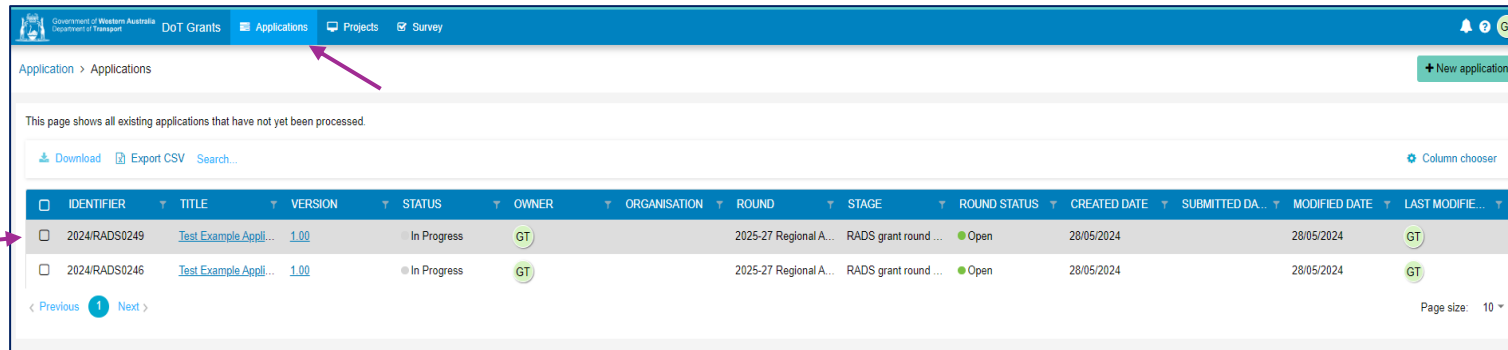 Government of Western Australia
Department of Transport
DoT Grants Applications Projects Survey
GT
Application > Applications
+ New application
This page shows all existing applications that have not yet been processed.
Download Export CSV Search... Column chooser
IDENTIFIER TITLE VERSION STATUS OWNER ORGANISATION ROUND STAGE ROUND STATUS CREATED DATE SUBMITTED DA... MODIFIED DATE LAST MODIFIE...
2024/RADS0249 Test Example Appli... 1.00 In Progress GT 2025-27 Regional A... RADS grant round ... Open 28/05/2024 28/05/2024 GT
2024/RADS0246 Test Example Appli... 1.00 In Progress GT 2025-27 Regional A... RADS grant round ... Open 28/05/2024 28/05/2024 GT
< Previous 1 Next > Page size: 10